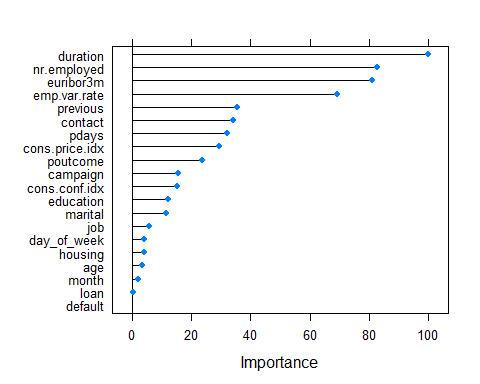 duration
nr.employed
euribor3m
emp.var.rate
previous
contact
pdays
cons.price.idx
poutcome
campaign
cons.conf.idx
education
marital
job
day_of_week
housing
age
month
loan
default
0 20 40 60 80 100
Importance